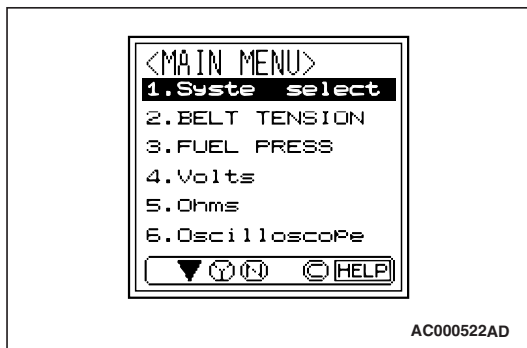 <MAIN MENU>
1.Syste select
2.BELT TENSION
3.FUEL PRESS
4.Volts
5.Ohms
6.Oscilloscope
▼ Y N C HELP
AC000522AD